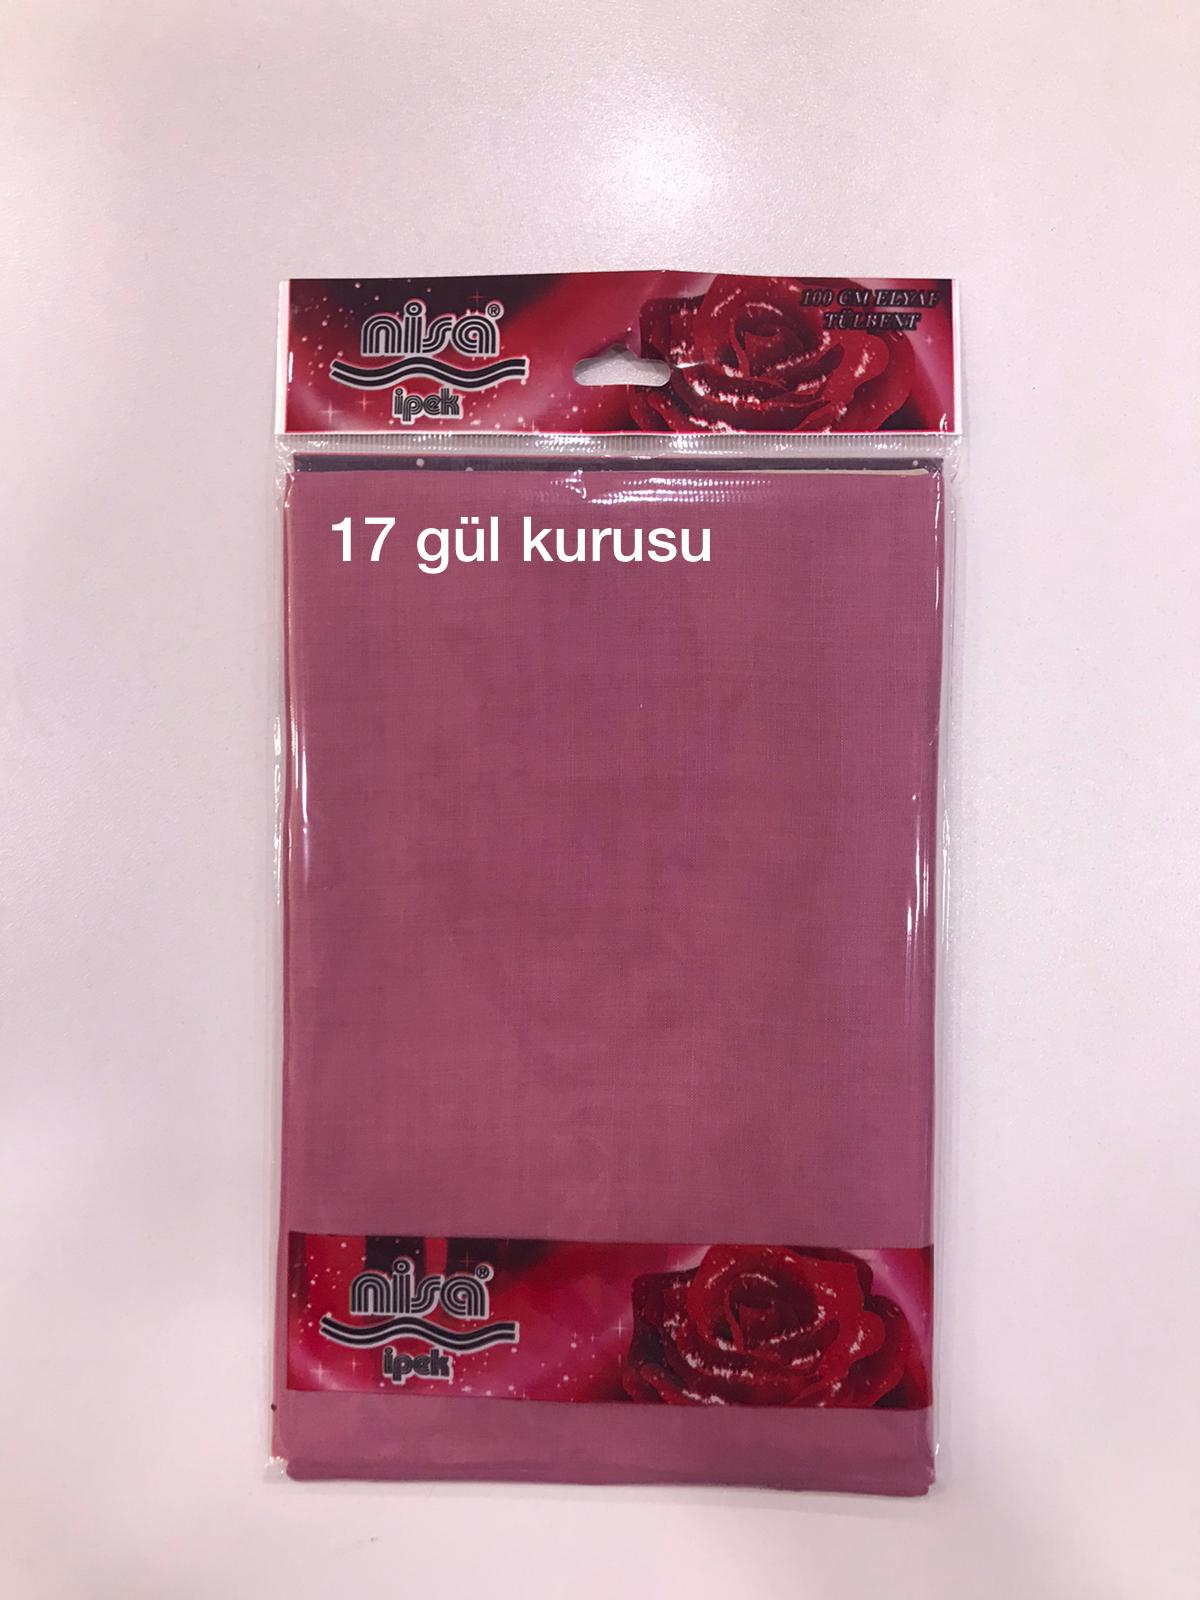 nisa®
ipek
100 CM ELYAF
TÜLBENT
17 gül kurusu
nisa®
ipek